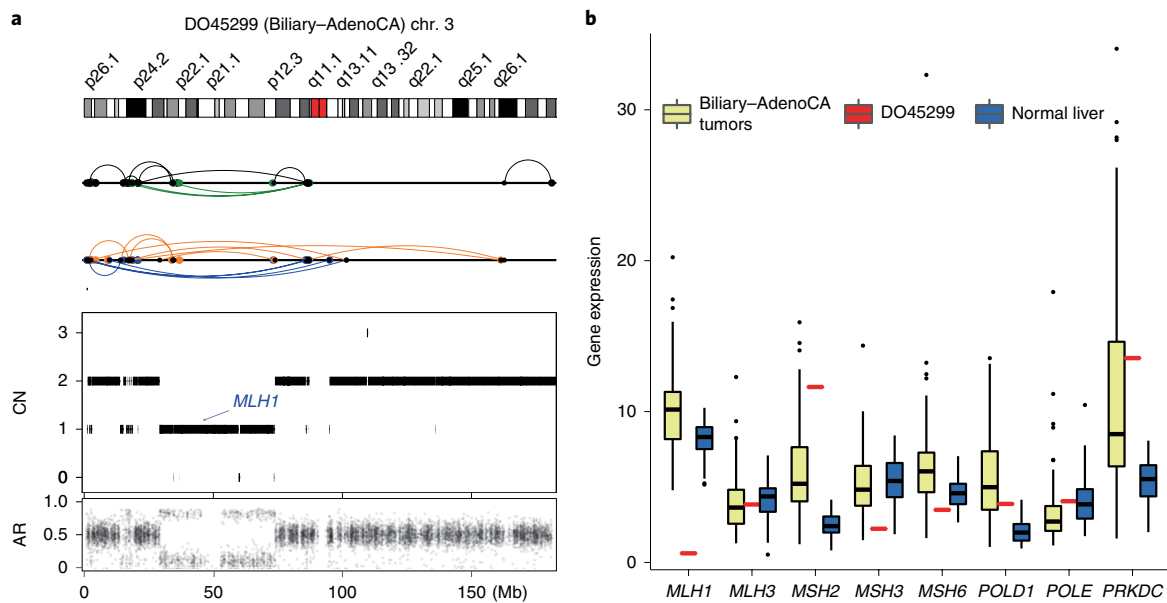 a
DO45299 (Biliary–AdenoCA) chr. 3
p26.1 p24.2 p22.1 p21.1 p12.3 q11.1 q13.11 q13 .32 q22.1 q25.1 q26.1
CN
3
2
1
0
MLH1
AR
1.0
0.5
0
0 50 100 150 (Mb)
b
Gene expression
30
20
10
0
Biliary–AdenoCA tumors
DO45299
Normal liver
MLH1 MLH3 MSH2 MSH3 MSH6 POLD1 POLE PRKDC